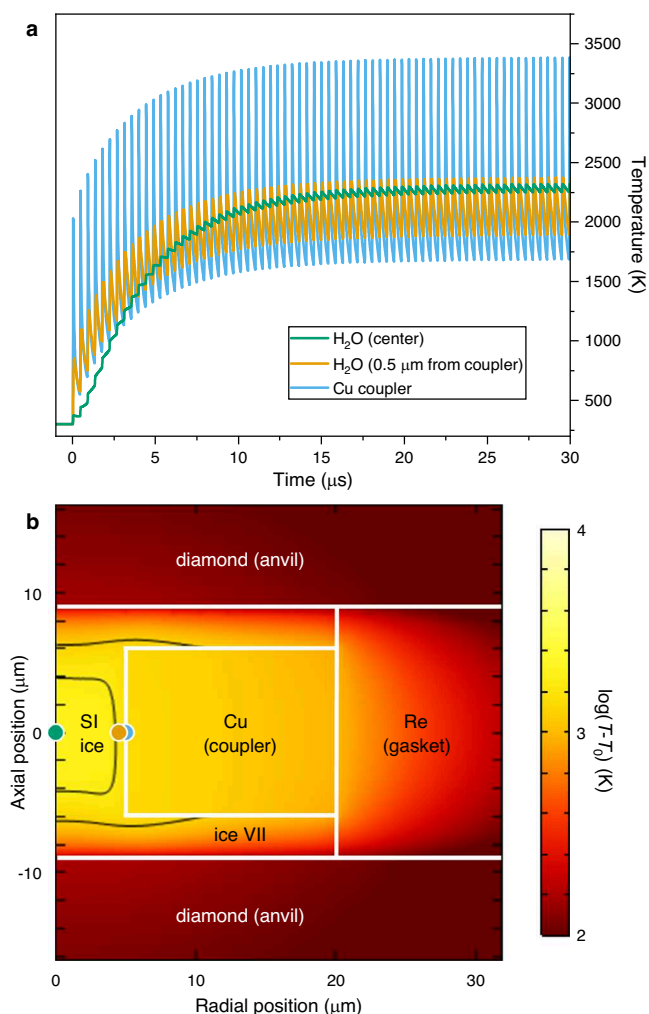 a
3500
3000
2500
2000
1500
1000
500
Temperature (K)
H₂O (center)
H₂O (0.5 μm from coupler)
Cu coupler
0 5 10 15 20 25 30
Time (μs)
b
diamond (anvil)
10
0
-10
Axial position (μm)
SI
ice
Cu
(coupler)
Re
(gasket)
ice VII
diamond (anvil)
0 10 20 30
Radial position (μm)
4
3
2
log(T-T₀) (K)